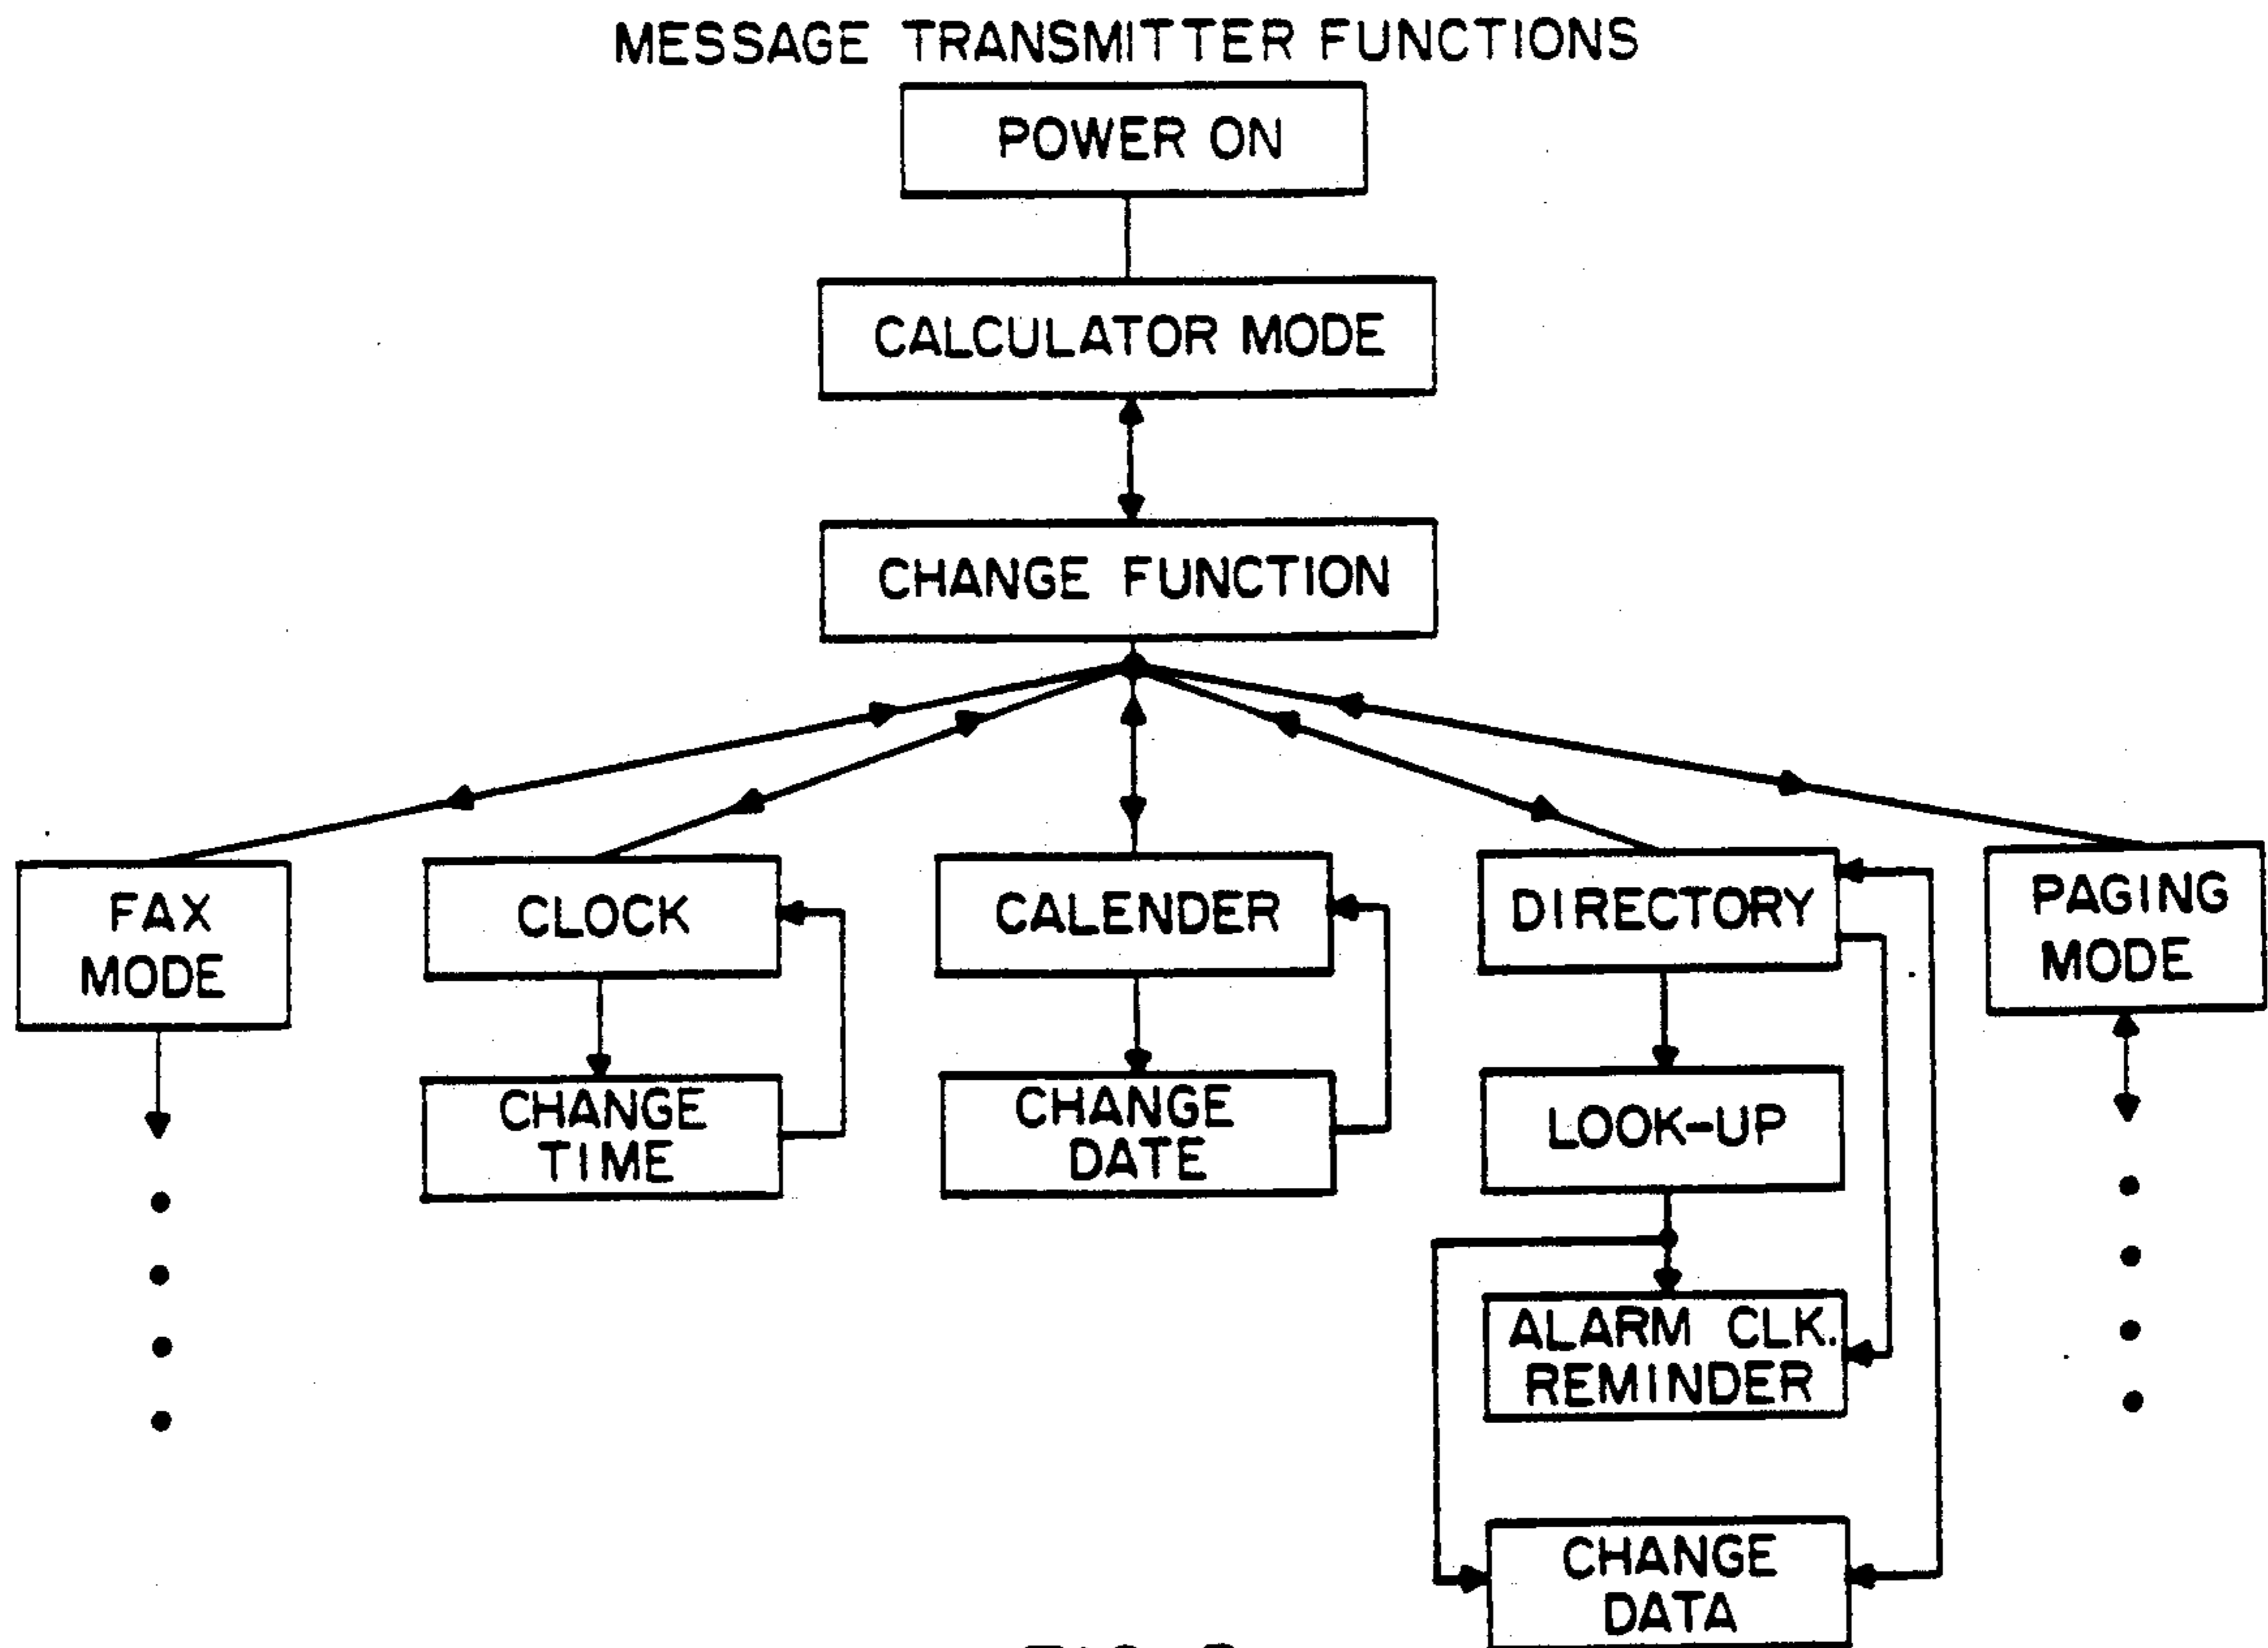 MESSAGE TRANSMITTER FUNCTIONS
POWER ON
CALCULATOR MODE
CHANGE FUNCTION
FAX
MODE
CLOCK
CALENDER
DIRECTORY
PAGING
MODE
CHANGE
TIME
CHANGE
DATE
LOOK-UP
ALARM CLK.
REMINDER
CHANGE
DATA